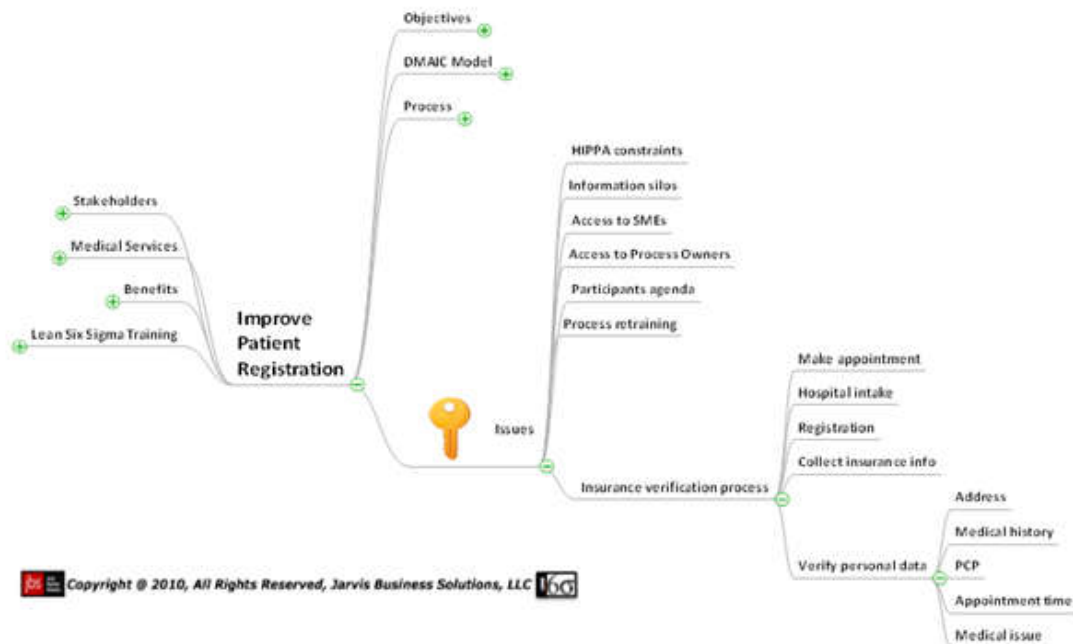 Objectives
DMAIC Model
Process
HIPPA constraints
Information silos
Stakeholders
Access to SMEs
Medical Services
Access to Process Owners
Benefits
Participants agenda
Improve
Patient
Registration
Process retraining
Lean Six Sigma Training
Make appointment
Hospital intake
Issues
Registration
Collect insurance info
Insurance verification process
Address
Medical history
Verify personal data
PCP
Appointment time
Medical issue
jbs Copyright @ 2010, All Rights Reserved, Jarvis Business Solutions, LLC